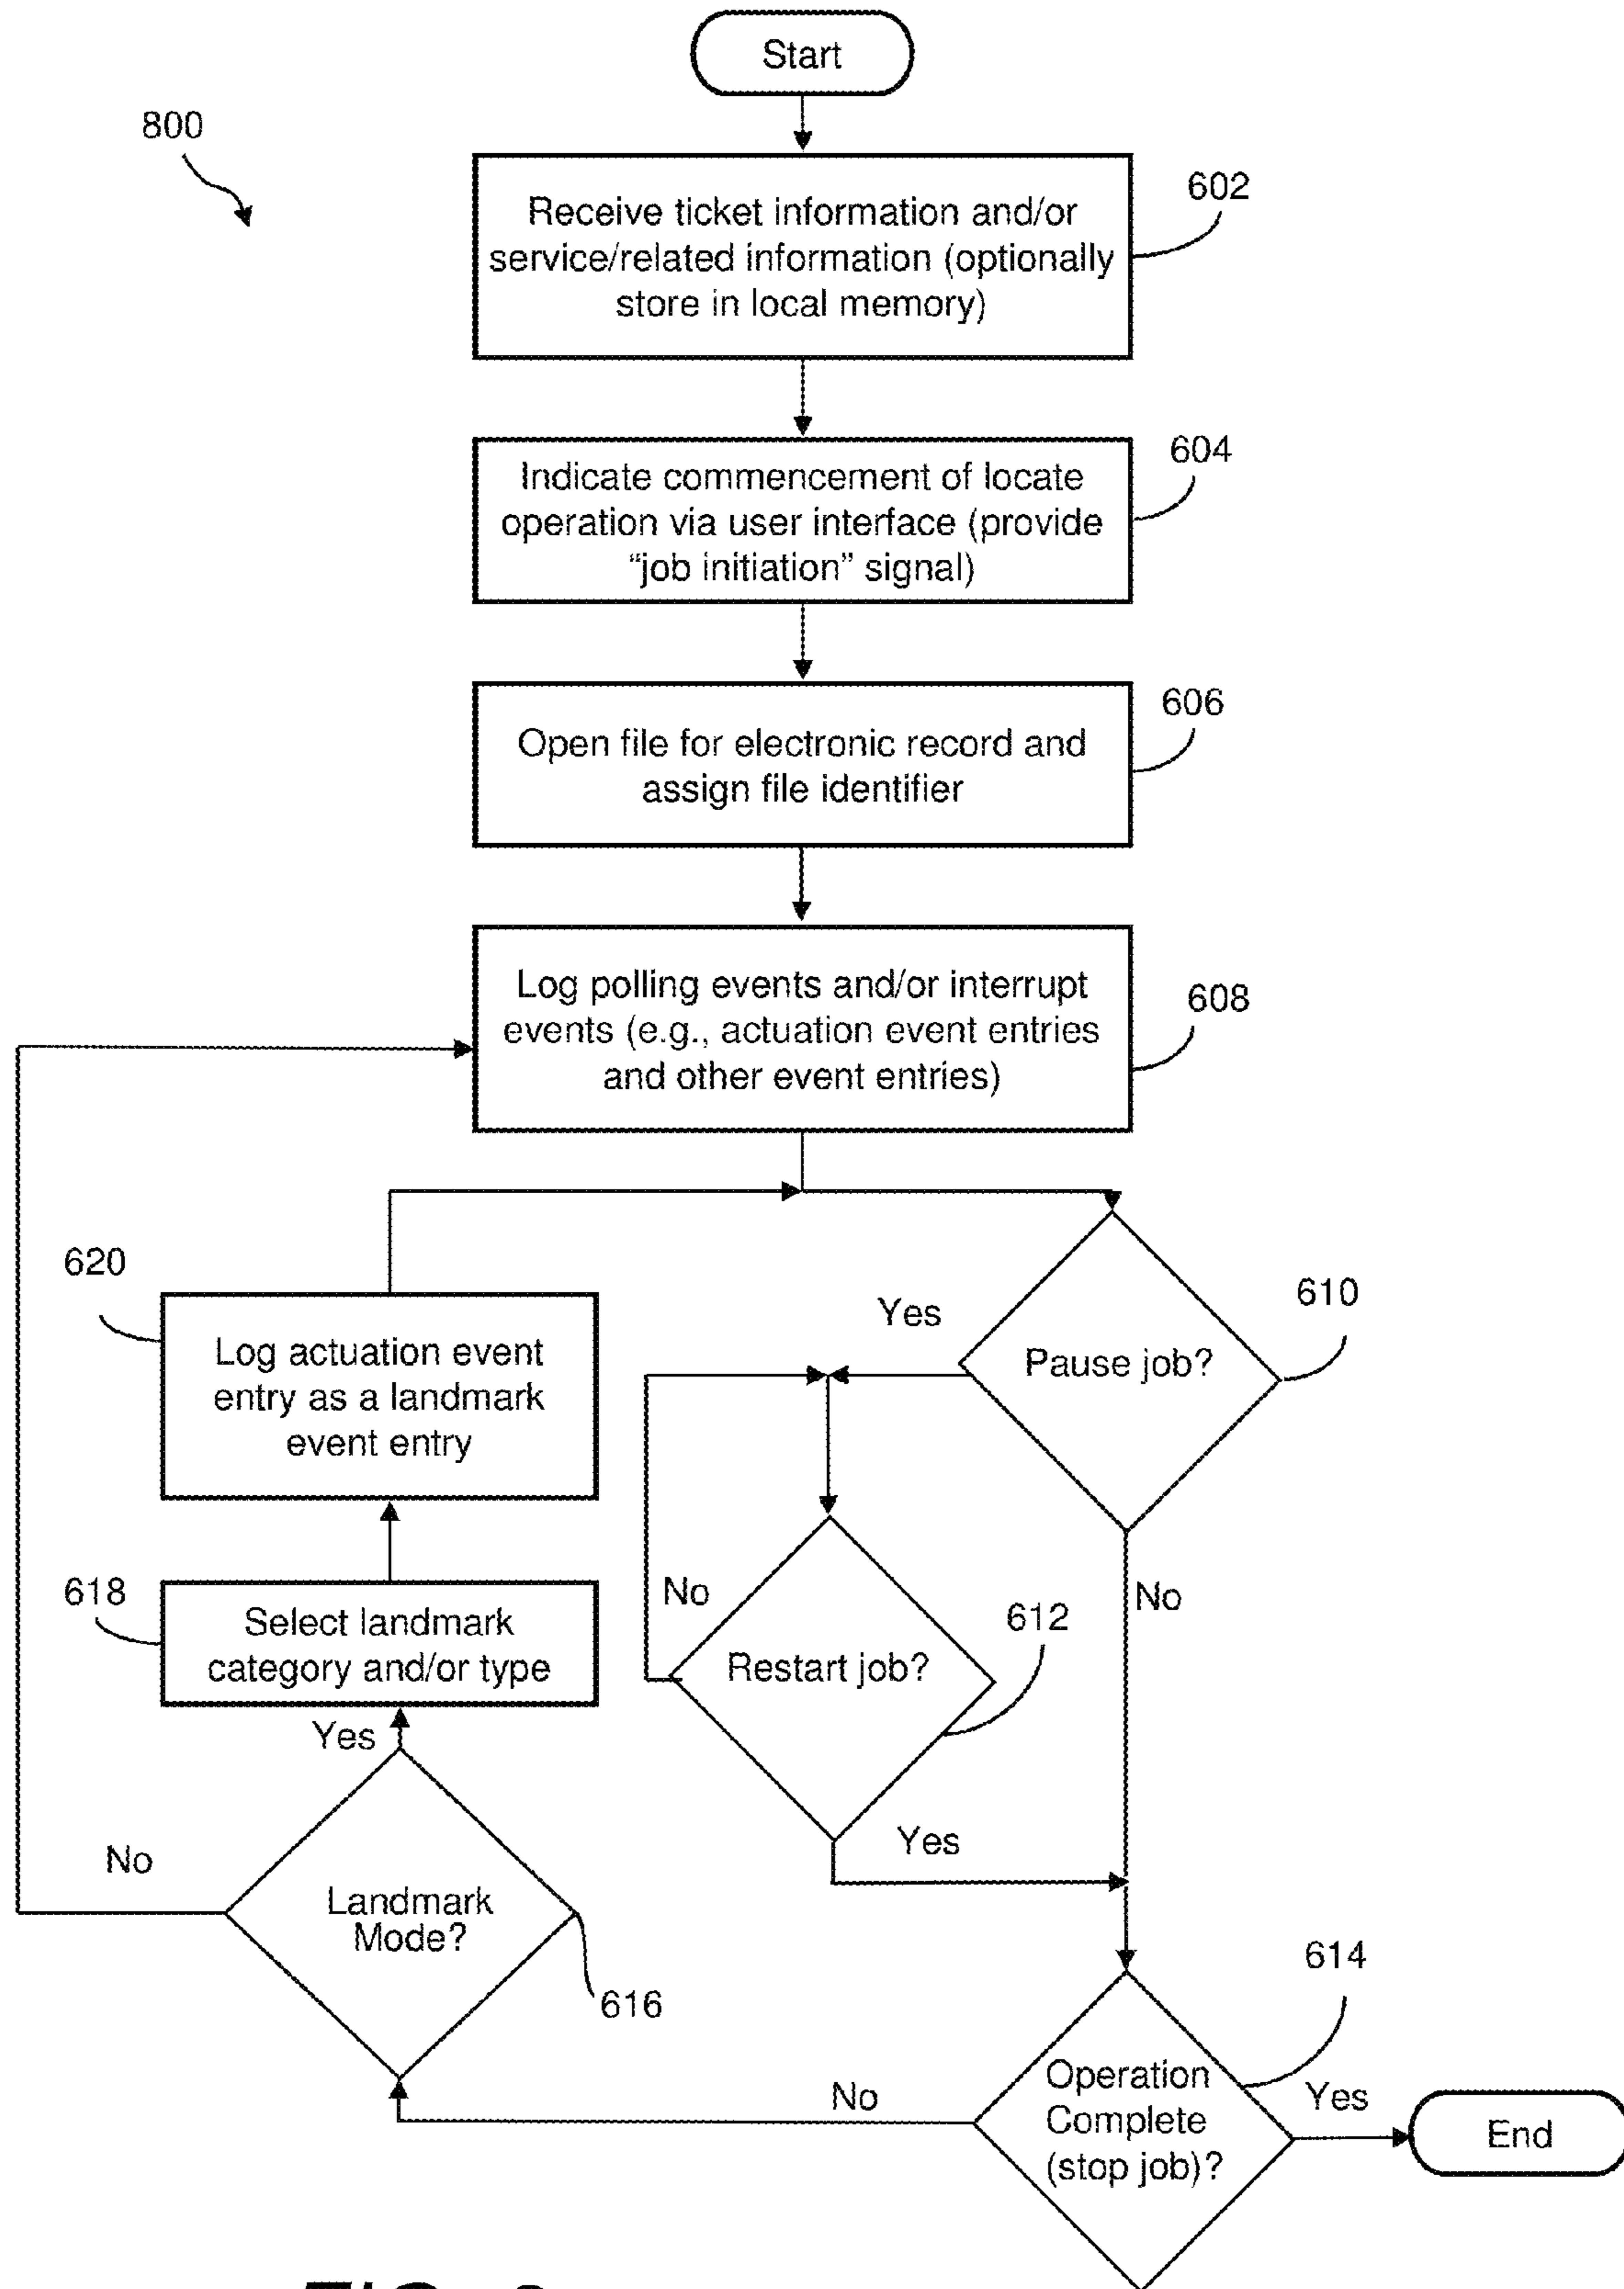 Start
800
Receive ticket information and/or
service/related information (optionally
store in local memory)
602
Indicate commencement of locate
operation via user interface (provide
“job initiation” signal)
604
Open file for electronic record and
assign file identifier
606
Log polling events and/or interrupt
events (e.g., actuation event entries
and other event entries)
608
620
Log actuation event
entry as a landmark
event entry
Yes
Pause job?
610
618
Select landmark
category and/or type
No
Restart job?
612
No
Yes
Yes
No
Landmark
Mode?
616
614
Operation
Complete
(stop job)?
No
Yes
End